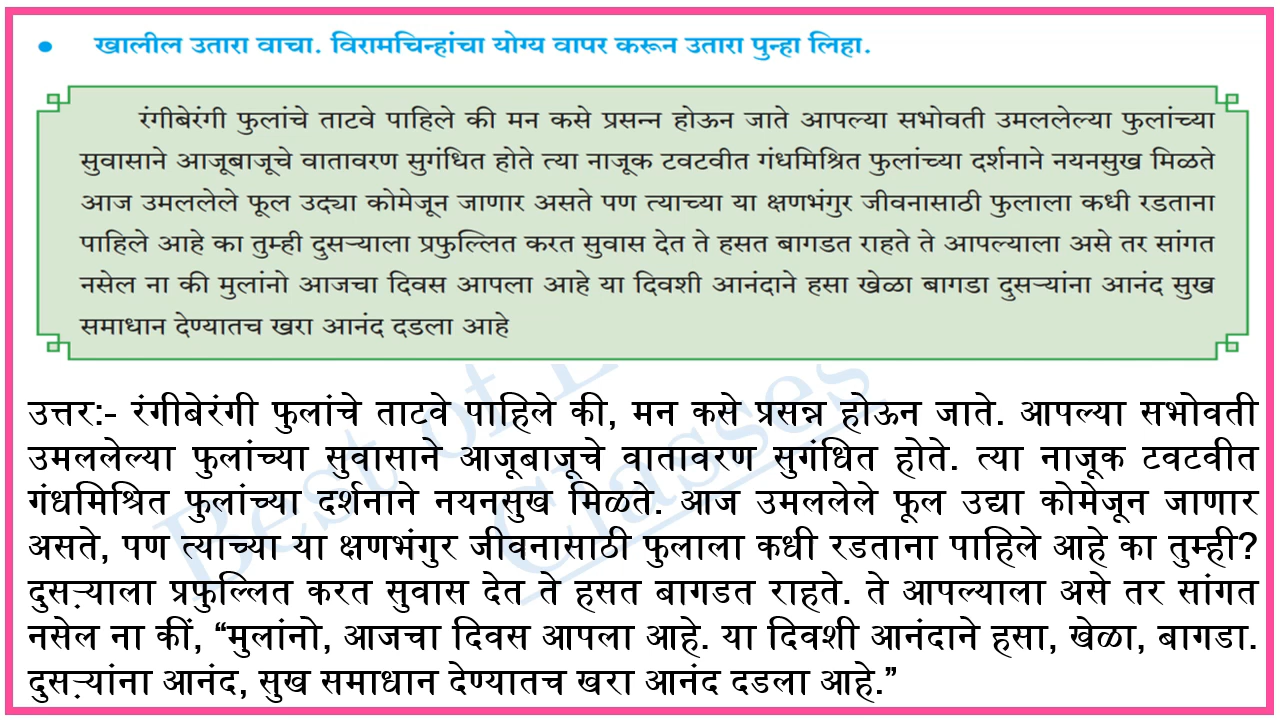 • खालील उतारा वाचा. विरामचिन्हांचा योग्य वापर करून उतारा पुन्हा लिहा.
रंगीबेरंगी फुलांचे ताटवे पाहिले की मन कसे प्रसन्न होऊन जाते आपल्या सभोवती उमललेल्या फुलांच्या
सुवासाने आजूबाजूचे वातावरण सुगंधित होते त्या नाजूक टवटवीत गंधमिश्रित फुलांच्या दर्शनाने नयनसुख मिळते
आज उमललेले फूल उद्या कोमेजून जाणार असते पण त्याच्या या क्षणभंगुर जीवनासाठी फुलाला कधी रडताना
पाहिले आहे का तुम्ही दुसऱ्याला प्रफुल्लित करत सुवास देत ते हसत बागडत राहते ते आपल्याला असे तर सांगत
नसेल ना की मुलांनो आजचा दिवस आपला आहे या दिवशी आनंदाने हसा खेळा बागडा दुसऱ्यांना आनंद सुख
समाधान देण्यातच खरा आनंद दडला आहे
उत्तर:- रंगीबेरंगी फुलांचे ताटवे पाहिले की, मन कसे प्रसन्न होऊन जाते. आपल्या सभोवती
उमललेल्या फुलांच्या सुवासाने आजूबाजूचे वातावरण सुगंधित होते. त्या नाजूक टवटवीत
गंधमिश्रित फुलांच्या दर्शनाने नयनसुख मिळते. आज उमललेले फूल उद्या कोमेजून जाणार
असते, पण त्याच्या या क्षणभंगुर जीवनासाठी फुलाला कधी रडताना पाहिले आहे का तुम्ही?
दुसऱ्याला प्रफुल्लित करत सुवास देत ते हसत बागडत राहते. ते आपल्याला असे तर सांगत
नसेल ना कीं, “मुलांनो, आजचा दिवस आपला आहे. या दिवशी आनंदाने हसा, खेळा, बागडा.
दुसऱ्यांना आनंद, सुख समाधान देण्यातच खरा आनंद दडला आहे.”
Best of
Classes